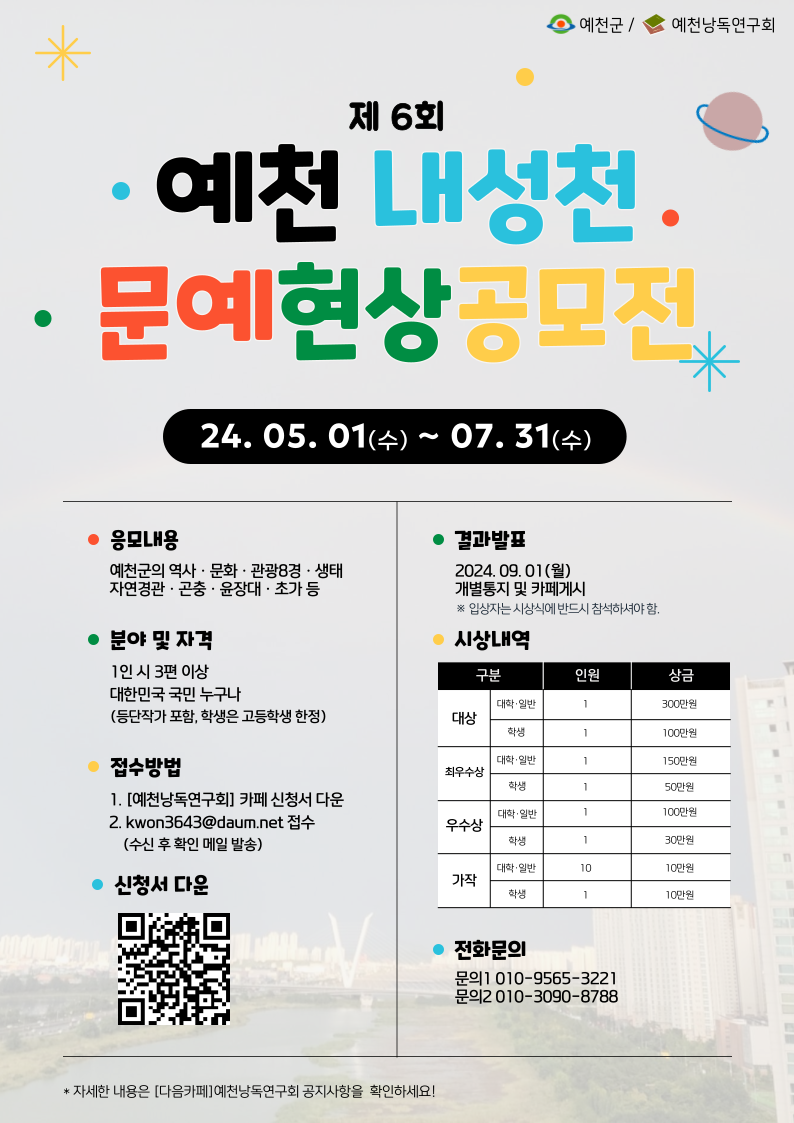 예천군 / 예천낭독연구회
제 6회
예천 내성천
문예현상공모전
24. 05. 01(수) ~ 07. 31(수)
응모내용
예천군의 역사 · 문화 · 관광8경 · 생태
자연경관 · 곤충 · 윤장대 · 초가 등
분야 및 자격
1인 시 3편 이상
대한민국 국민 누구나
(등단작가 포함, 학생은 고등학생 한정)
접수방법
1. [예천낭독연구회] 카페 신청서 다운
2. kwon3643@daum.net 접수
(수신 후 확인 메일 발송)
신청서 다운
결과발표
2024. 09. 01(월)
개별통지 및 카페게시
※ 입상자는 시상식에 반드시 참석하셔야 함.
시상내역
구분 인원 상금
대상 대학·일반 1 300만원
학생 1 100만원
최우수상 대학·일반 1 150만원
학생 1 50만원
우수상 대학·일반 1 100만원
학생 1 30만원
가작 대학·일반 10 10만원
학생 1 10만원
전화문의
문의1 010-9565-3221
문의2 010-3090-8788
* 자세한 내용은 [다음카페]예천낭독연구회 공지사항을 확인하세요!